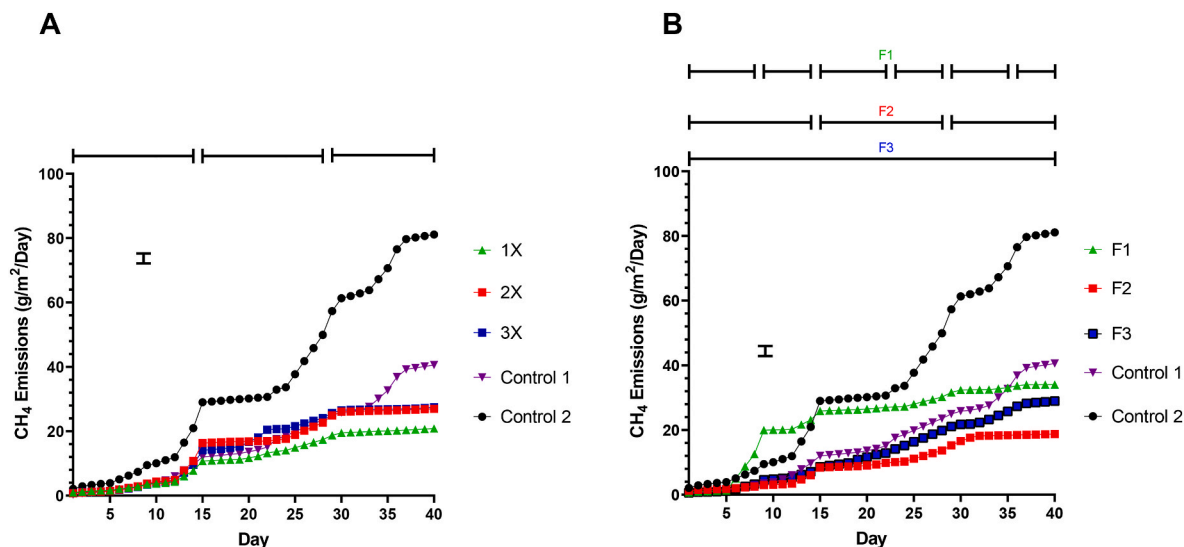 A
100
80
60
40
20
0
5 10 15 20 25 30 35 40
CH4 Emissions (g/m²/Day)
Day
1X
2X
3X
Control 1
Control 2
B
F1
F2
F3
100
80
60
40
20
0
5 10 15 20 25 30 35 40
CH4 Emissions (g/m²/Day)
Day
F1
F2
F3
Control 1
Control 2